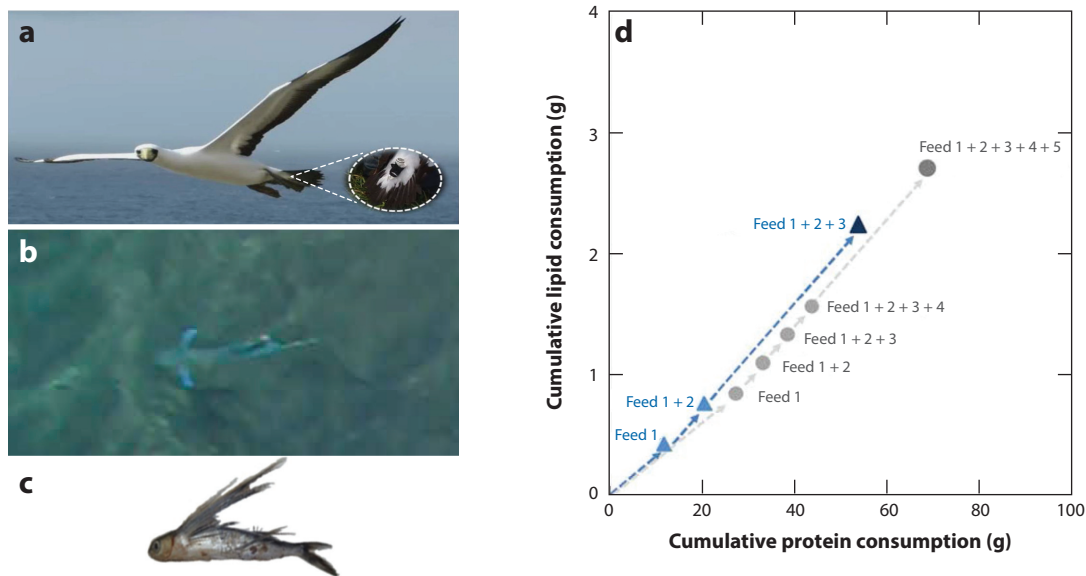 a
b
c
d
Cumulative lipid consumption (g)
4
3
2
1
0
Feed 1 + 2 + 3 + 4 + 5
Feed 1 + 2 + 3
Feed 1 + 2 + 3 + 4
Feed 1 + 2 + 3
Feed 1 + 2
Feed 1 + 2
Feed 1
Feed 1
0 20 40 60 80 100
Cumulative protein consumption (g)